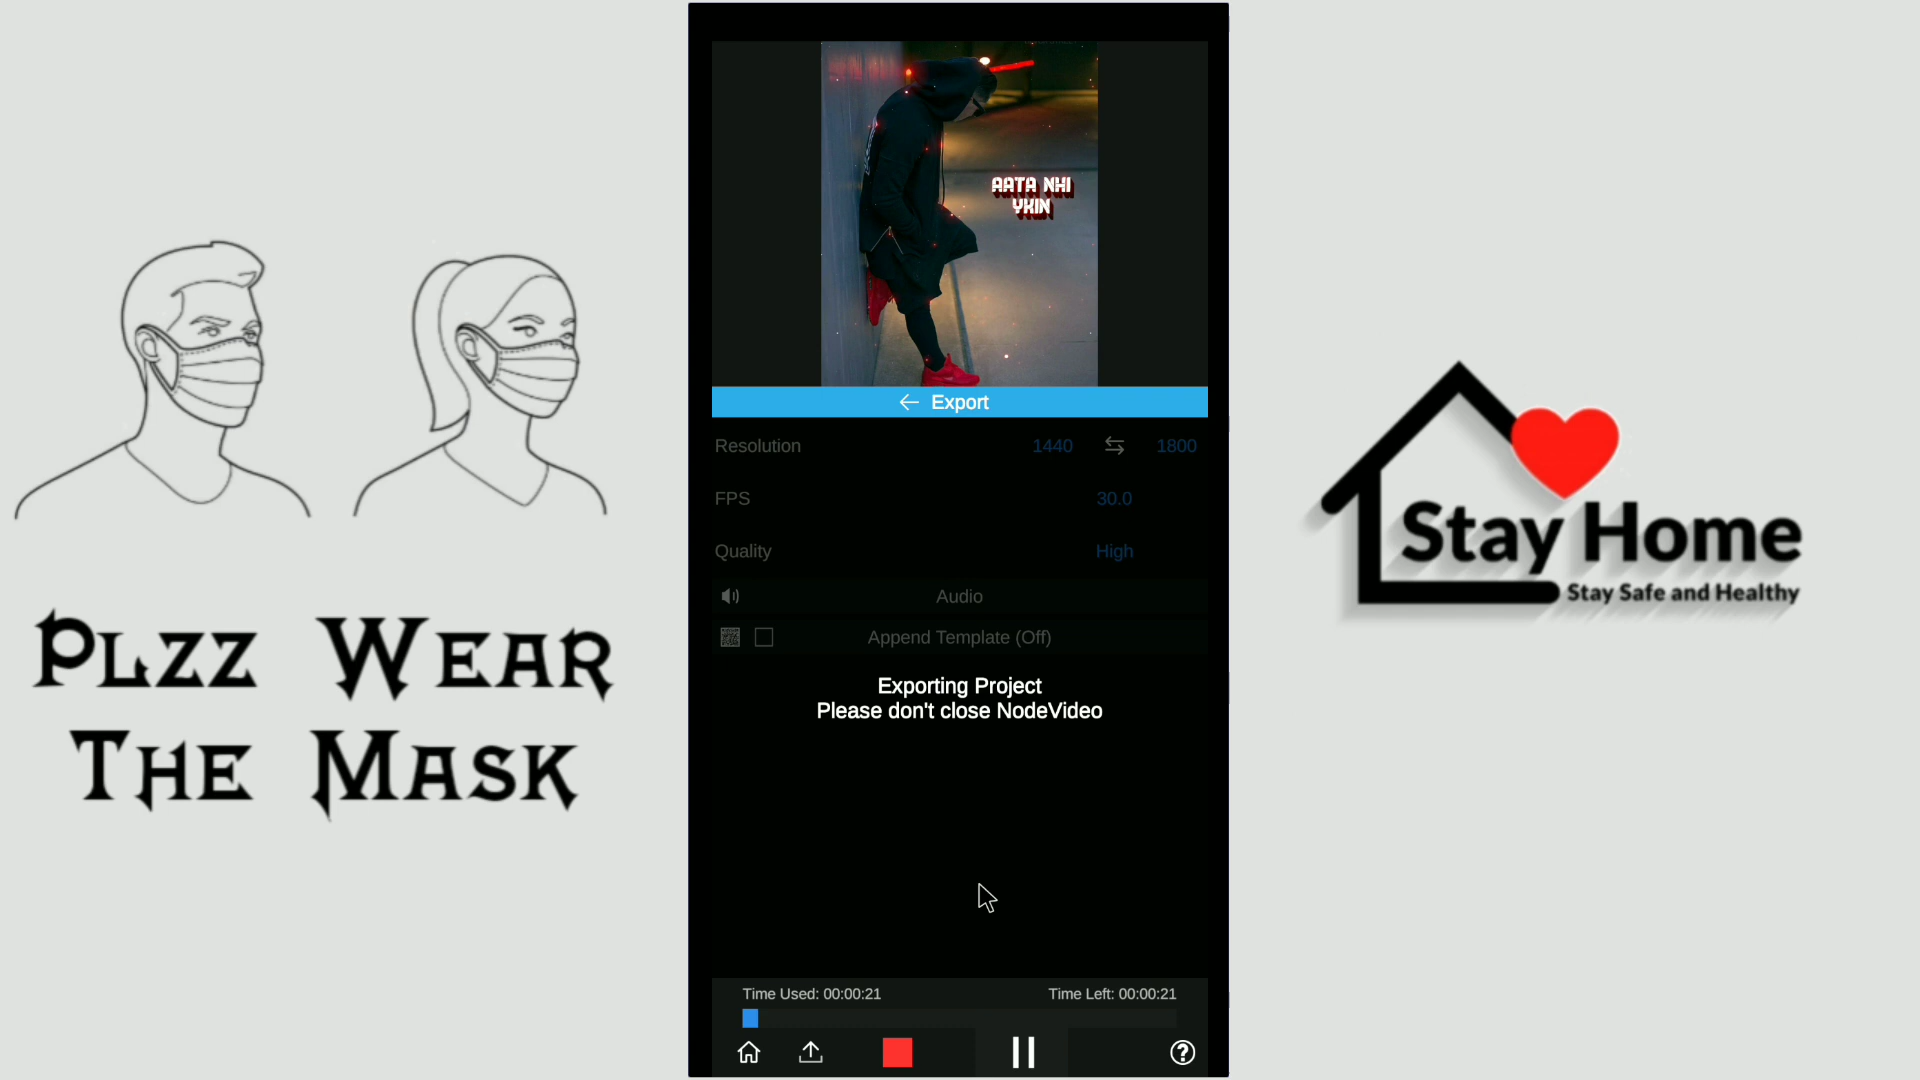 PLZZ WEAR
THE MASK
AATA NHI
YKIN
Export
Resolution 1440 1800
FPS 30.0
Quality High
Audio
Append Template (Off)
Exporting Project
Please don't close NodeVideo
Time Used: 00:00:21 Time Left: 00:00:21
Stay Home
Stay Safe and Healthy